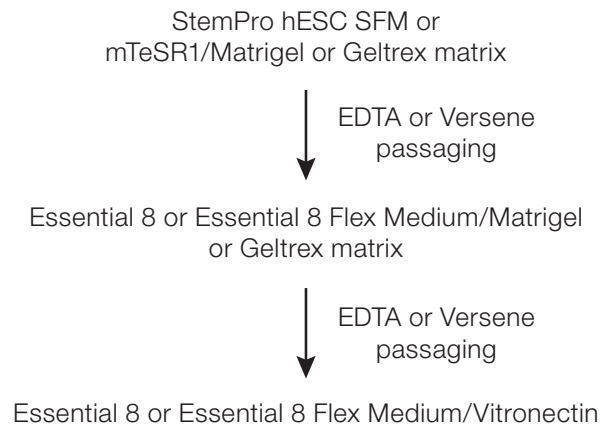 StemPro hESC SFM or
mTeSR1/Matrigel or Geltrex matrix
EDTA or Versene
passaging
Essential 8 or Essential 8 Flex Medium/Matrigel
or Geltrex matrix
EDTA or Versene
passaging
Essential 8 or Essential 8 Flex Medium/Vitronectin